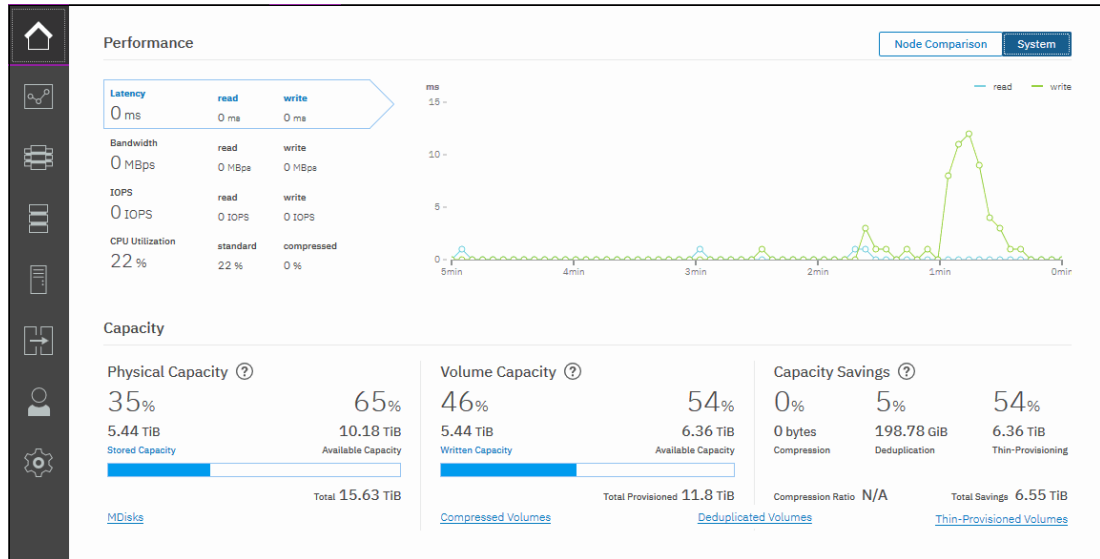 Performance
Node Comparison System
Latency read write
0 ms 0 ms 0 ms
Bandwidth read write
0 MBps 0 MBps 0 MBps
IOPS read write
0 IOPS 0 IOPS 0 IOPS
CPU Utilization standard compressed
22 % 22 % 0 %
ms
read write
15
10
5
0
5min 4min 3min 2min 1min 0min
Capacity
Physical Capacity ?
35% 65%
5.44 TiB 10.18 TiB
Stored Capacity Available Capacity
Total 15.63 TiB
MDisks
Volume Capacity ?
46% 54%
5.44 TiB 6.36 TiB
Written Capacity Available Capacity
Total Provisioned 11.8 TiB
Compressed Volumes Deduplicated Volumes
Capacity Savings ?
0% 5% 54%
0 bytes 198.78 GiB 6.36 TiB
Compression Deduplication Thin-Provisioning
Compression Ratio N/A Total Savings 6.55 TiB
Thin-Provisioned Volumes